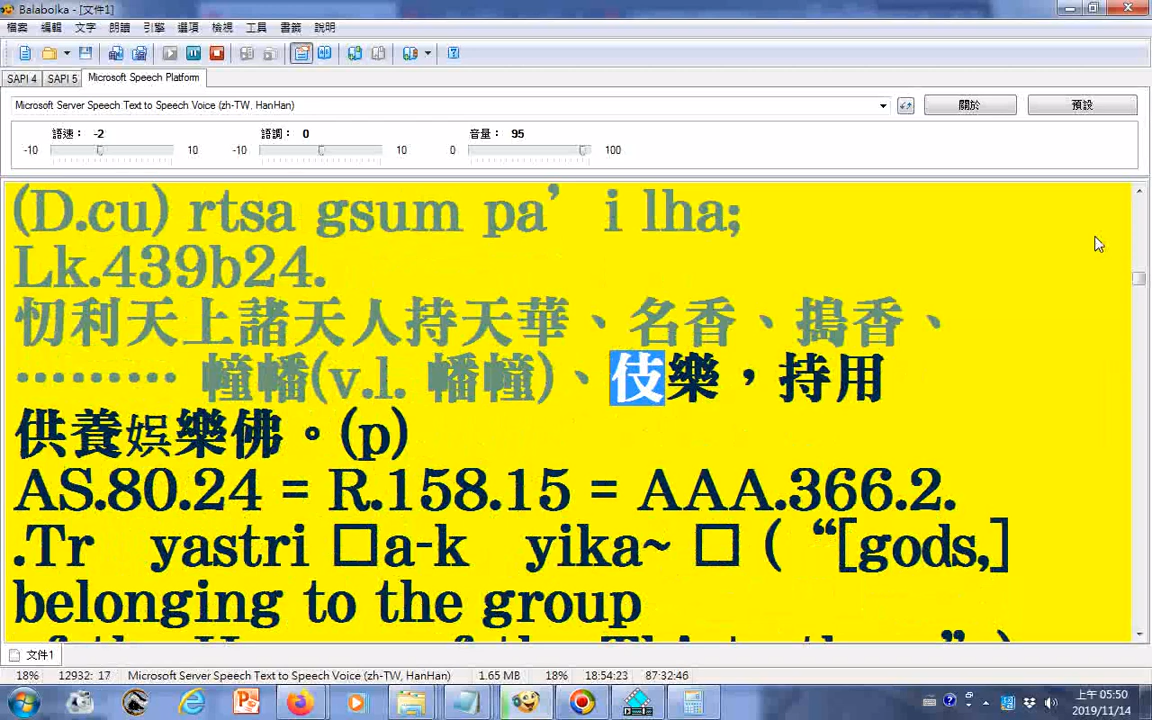 Balabolka - [文件1]
檔案 編輯 文字 朗讀 引擎 選項 檢視 工具 書籤 說明
SAPI 4 SAPI 5 Microsoft Speech Platform
Microsoft Server Speech Text to Speech Voice (zh-TW, HanHan) 關於 預設
語速： -2 語調： 0 音量： 95
-10 10 -10 10 0 100
(D.cu) rtsa gsum pa’i lha;
Lk.439b24.
忉利天上諸天人持天華、名香、搗香、
……… 幢幡(v.l. 幡幢)、伎樂，持用
供養娯樂佛。(p)
AS.80.24 = R.158.15 = AAA.366.2.
.Tr yastri □a-k yika~ □ (“[gods,]
belonging to the group
文件1
18% 12932: 17 Microsoft Server Speech Text to Speech Voice (zh-TW, HanHan) 1.65 MB 18% 18:54:23 87:32:46
上午 05:50
2019/11/14